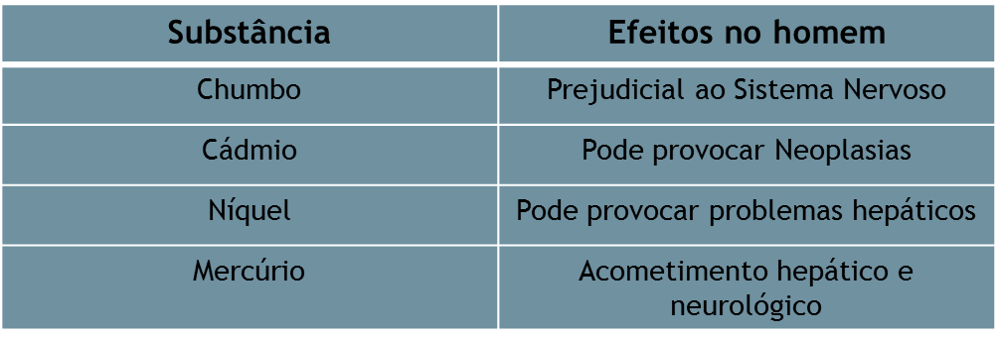 Substância Efeitos no homem
Chumbo Prejudicial ao Sistema Nervoso
Cádmio Pode provocar Neoplasias
Níquel Pode provocar problemas hepáticos
Mercúrio Acometimento hepático e
neurológico